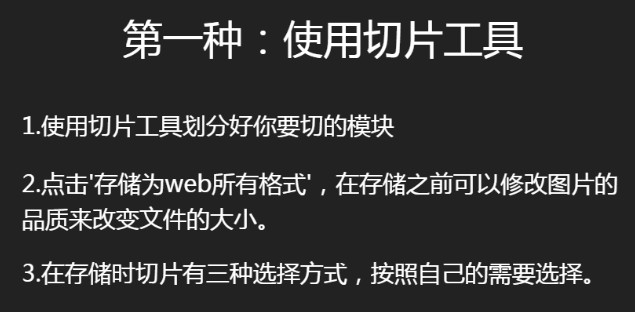 第一种：使用切片工具
1.使用切片工具划分好你要切的模块
2.点击'存储为web所有格式'，在存储之前可以修改图片的
品质来改变文件的大小。
3.在存储时切片有三种选择方式，按照自己的需要选择。